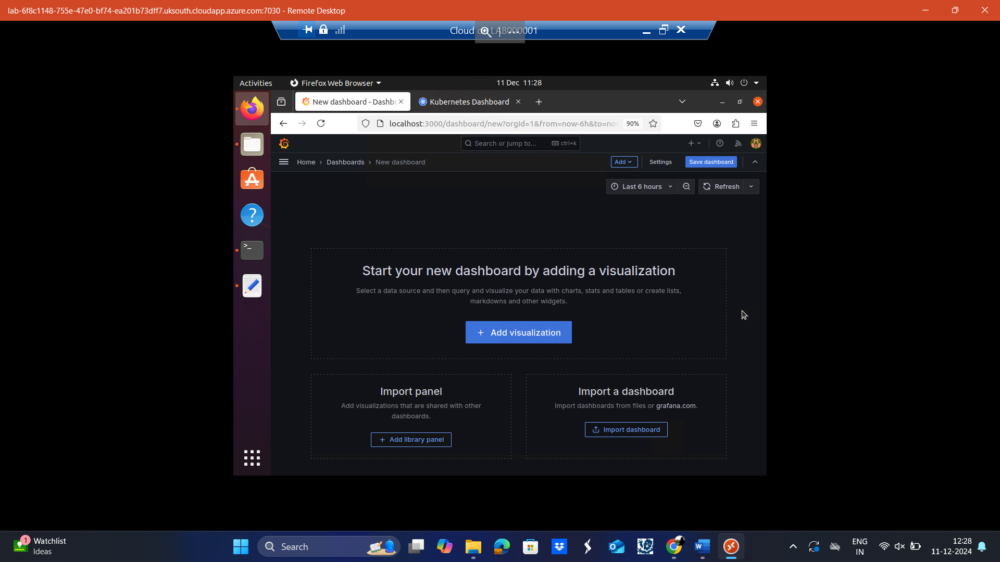 lab-6f8c1148-755e-47e0-bf74-ea201b73dff7.uksouth.cloudapp.azure.com:7030 - Remote Desktop
Cloud LAB000001
Activities
Firefox Web Browser
11 Dec 11:28
New dashboard - Dashb
Kubernetes Dashboard
localhost:3000/dashboard/new?orgId=1&from=now-6h&to=now
90%
Search or jump to...
ctrl+k
Home › Dashboards › New dashboard
Add
Settings
Save dashboard
Last 6 hours
Refresh
Start your new dashboard by adding a visualization
Select a data source and then query and visualize your data with charts, stats and tables or create lists,
markdowns and other widgets.
+ Add visualization
Import panel
Add visualizations that are shared with other
dashboards.
+ Add library panel
Import a dashboard
Import dashboards from files or grafana.com.
Import dashboard
1
Watchlist
Ideas
Search
ENG
IN
12:28
11-12-2024